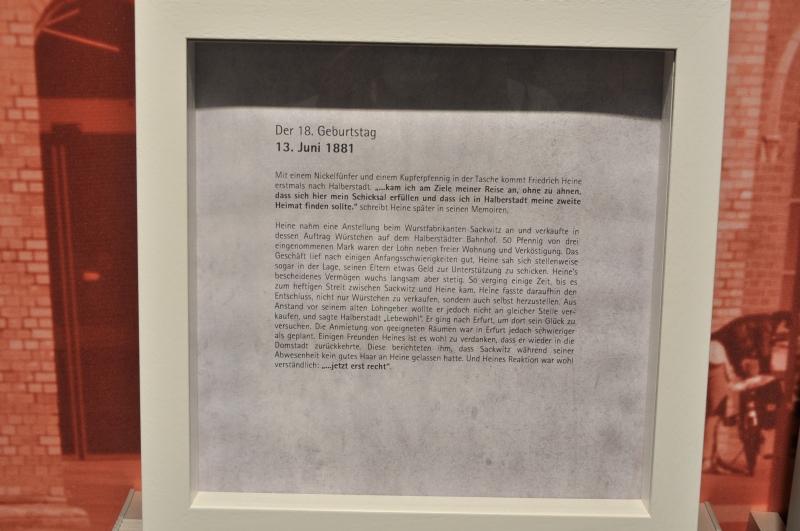 Der 18. Geburtstag
13. Juni 1881
Mit einem Nickelfünfer und einem Kupferpfennig in der Tasche kommt Friedrich Heine
erstmals nach Halberstadt. „...kam ich am Ziele meiner Reise an, ohne zu ahnen,
dass sich hier mein Schicksal erfüllen und dass ich in Halberstadt meine zweite
Heimat finden sollte.“ schreibt Heine später in seinen Memoiren.
Heine nahm eine Anstellung beim Wurstfabrikanten Sackwitz an und verkaufte in
dessen Auftrag Würstchen auf dem Halberstädter Bahnhof. 50 Pfennig von drei
eingenommenen Mark waren der Lohn neben freier Wohnung und Verköstigung. Das
Geschäft lief nach einigen Anfangsschwierigkeiten gut, Heine sah sich stellenweise
sogar in der Lage, seinen Eltern etwas Geld zur Unterstützung zu schicken. Heine's
bescheidenes Vermögen wuchs langsam aber stetig. So verging einige Zeit, bis es
zum heftigen Streit zwischen Sackwitz und Heine kam. Heine fasste daraufhin den
Entschluss, nicht nur Würstchen zu verkaufen, sondern auch selbst herzustellen. Aus
Anstand vor seinem alten Lohngeber wollte er jedoch nicht an gleicher Stelle ver-
kaufen, und sagte Halberstadt „Lebewohl“. Er ging nach Erfurt, um dort sein Glück zu
versuchen. Die Anmietung von geeigneten Räumen war in Erfurt jedoch schwieriger
als geplant. Einigen Freunden Heines ist es wohl zu verdanken, dass er wieder in die
Domstadt zurückkehrte. Diese berichteten ihm, dass Sackwitz während seiner
Abwesenheit kein gutes Haar an Heine gelassen hatte. Und Heines Reaktion war wohl
verständlich: „...jetzt erst recht“.